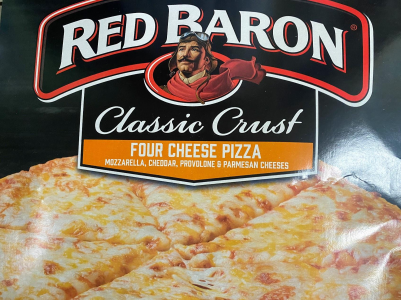 RED BARON®
Classic Crust
FOUR CHEESE PIZZA
MOZZARELLA, CHEDDAR, PROVOLONE & PARMESAN CHEESES